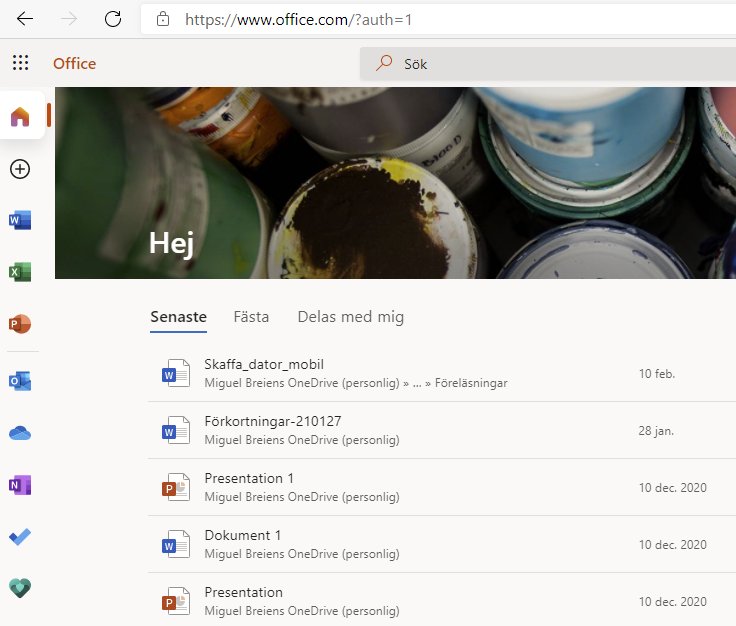 https://www.office.com/?auth=1
Office
Sök
Hej
Senaste Fästa Delas med mig
Skaffa_dator_mobil
Miguel Breiens OneDrive (personlig) » ... » Föreläsningar
10 feb.
Förkortningar-210127
Miguel Breiens OneDrive (personlig)
28 jan.
Presentation 1
Miguel Breiens OneDrive (personlig)
10 dec. 2020
Dokument 1
Miguel Breiens OneDrive (personlig)
10 dec. 2020
Presentation
Miguel Breiens OneDrive (personlig)
10 dec. 2020